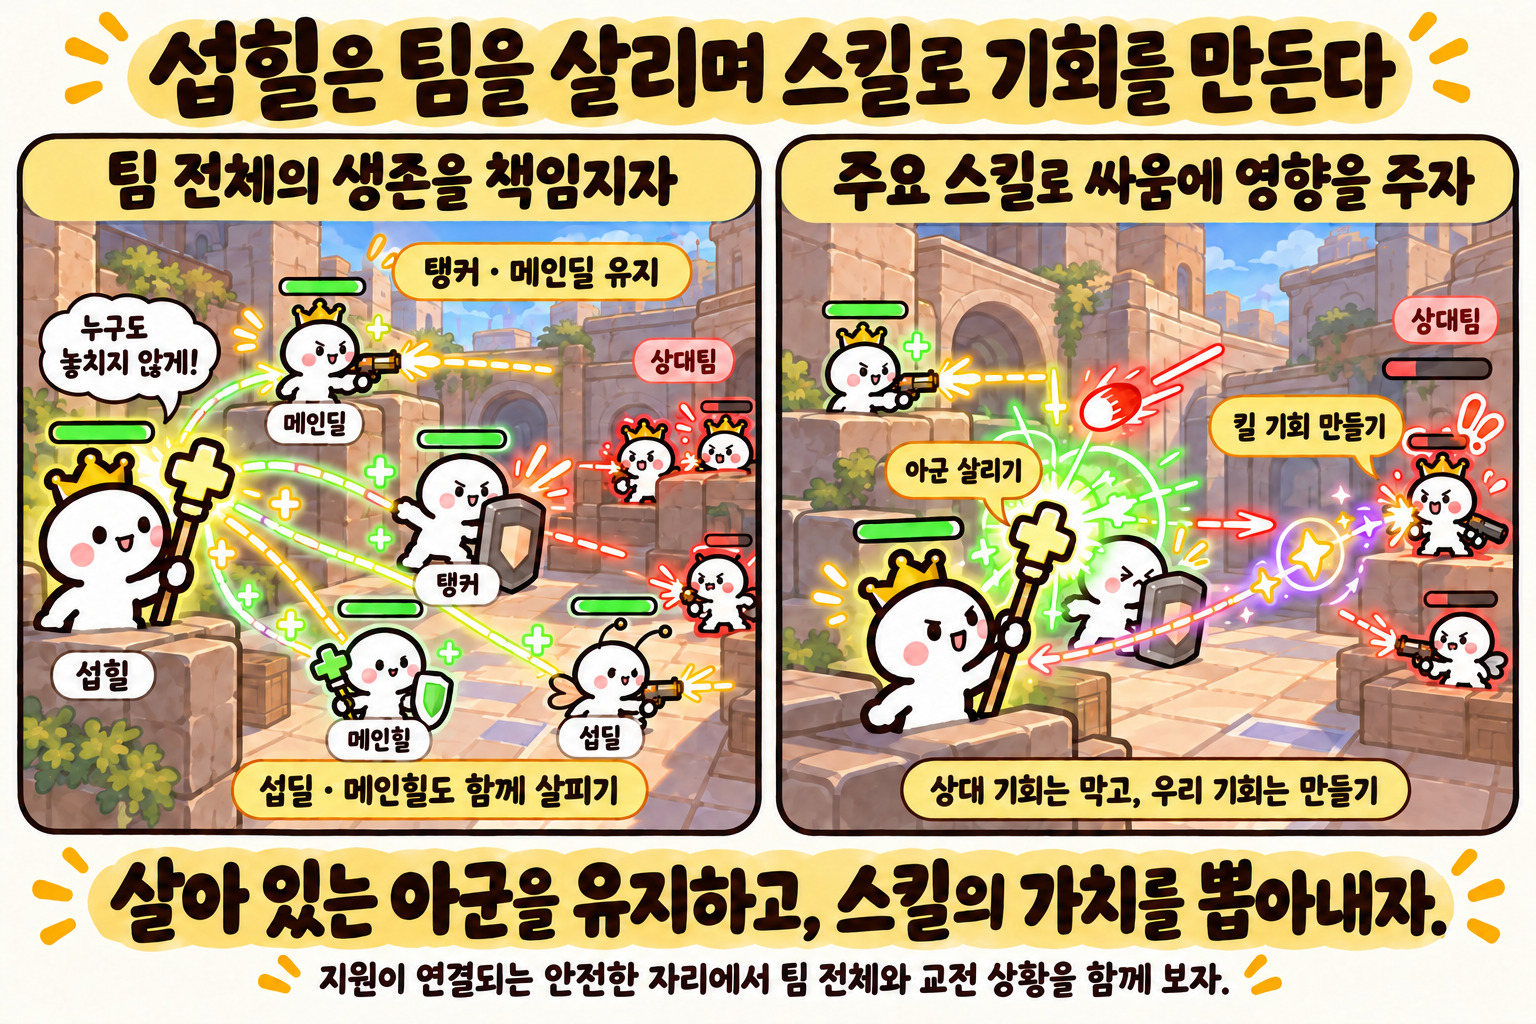 섭힐은 팀을 살리며 스킬로 기회를 만든다
팀 전체의 생존을 책임지자
탱커 · 메인딜 유지
누구도
놓치지 않게!
상대팀
메인딜
탱커
섭힐
메인힐
섭딜
섭딜 · 메인힐도 함께 살피기
주요 스킬로 싸움에 영향을 주자
상대팀
킬 기회 만들기
아군 살리기
상대 기회는 막고, 우리 기회는 만들기
살아 있는 아군을 유지하고, 스킬의 가치를 뽑아내자.
지원이 연결되는 안전한 자리에서 팀 전체와 교전 상황을 함께 보자.